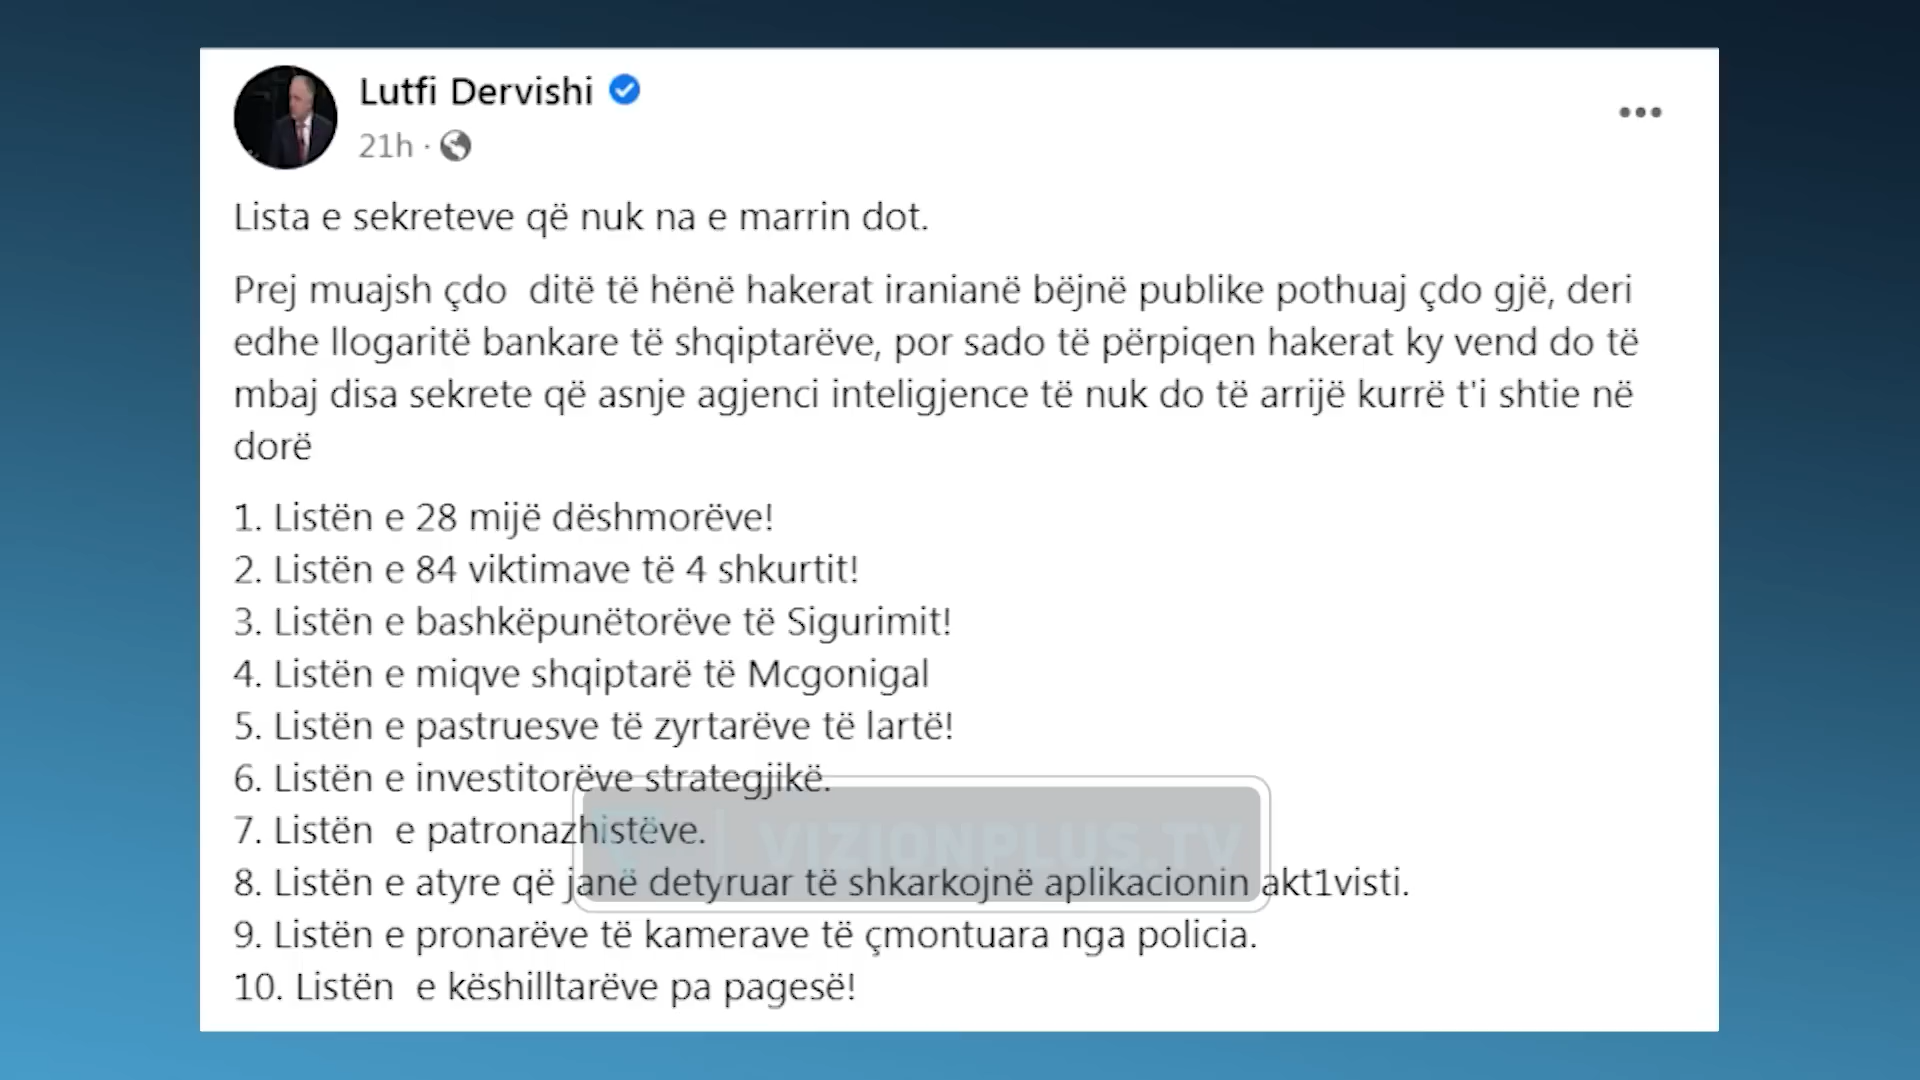 Lutfi Dervishi
21h ·
Lista e sekreteve që nuk na e marrin dot.
Prej muajsh çdo  ditë të hënë hakerat iranianë bëjnë publike pothuaj çdo gjë, deri
edhe llogaritë bankare të shqiptarëve, por sado të përpiqen hakerat ky vend do të
mbaj disa sekrete që asnje agjenci inteligjence të nuk do të arrijë kurrë t'i shtie në
dorë
1. Listën e 28 mijë dëshmorëve!
2. Listën e 84 viktimave të 4 shkurtit!
3. Listën e bashkëpunëtorëve të Sigurimit!
4. Listën e miqve shqiptarë të Mcgonigal
5. Listën e pastruesve të zyrtarëve të lartë!
6. Listën e investitorëve strategjikë.
7. Listën  e patronazhistëve.
VIZIONPLUS.TV
8. Listën e atyre që janë detyruar të shkarkojnë aplikacionin akt1visti.
9. Listën e pronarëve të kamerave të çmontuara nga policia.
10. Listën  e këshilltarëve pa pagesë!